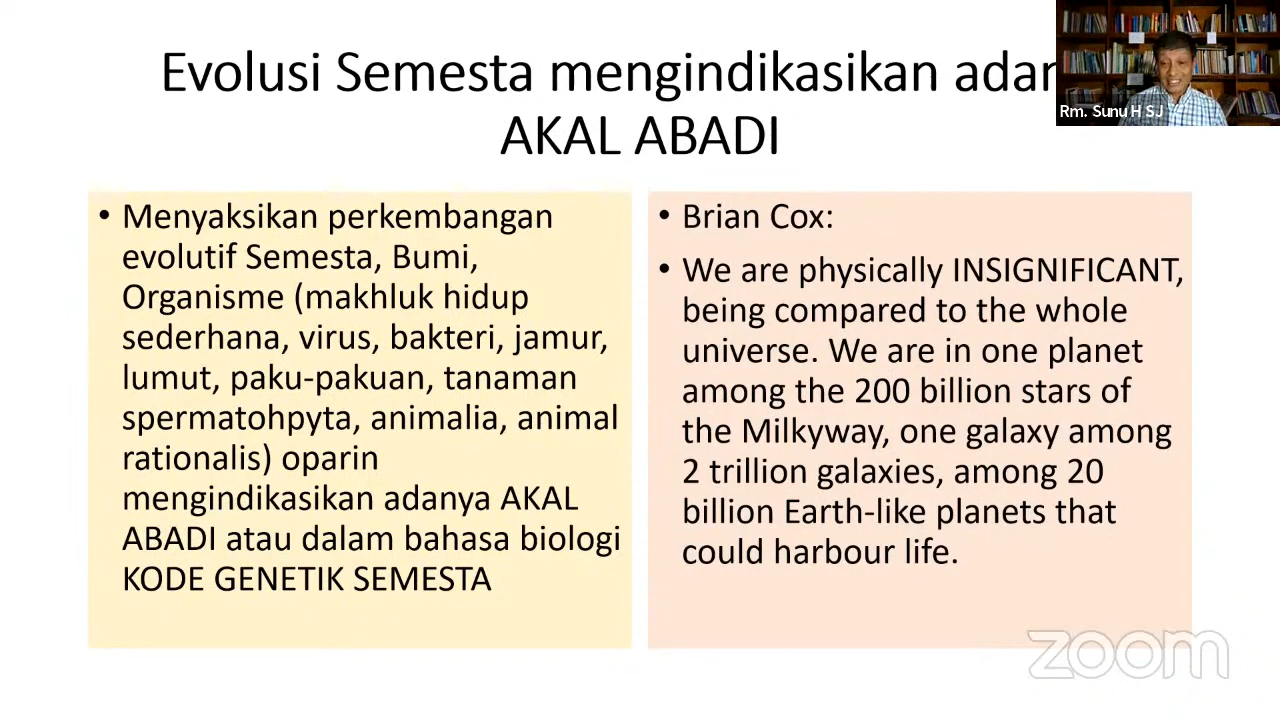 Evolusi Semesta mengindikasikan adan
AKAL ABADI
Rm. Sunu H SJ
• Menyaksikan perkembangan
evolutif Semesta, Bumi,
Organisme (makhluk hidup
sederhana, virus, bakteri, jamur,
lumut, paku-pakuan, tanaman
spermatohpyta, animalia, animal
rationalis) oparin
mengindikasikan adanya AKAL
ABADI atau dalam bahasa biologi
KODE GENETIK SEMESTA
• Brian Cox:
• We are physically INSIGNIFICANT,
being compared to the whole
universe. We are in one planet
among the 200 billion stars of
the Milkyway, one galaxy among
2 trillion galaxies, among 20
billion Earth-like planets that
could harbour life.
zoom